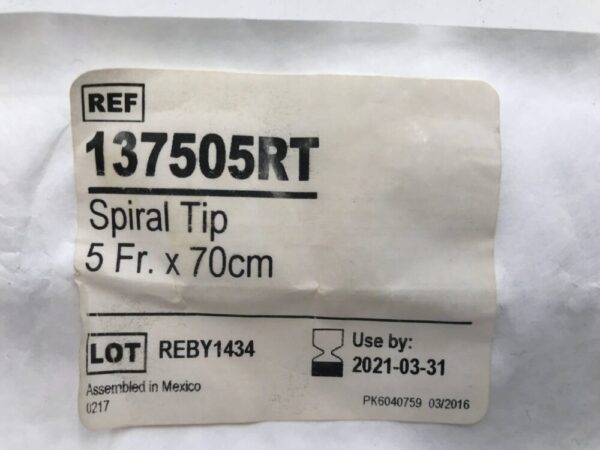 REF
137505RT
Spiral Tip
5 Fr. x 70cm
LOT REBY1434
Use by:
2021-03-31
Assembled in Mexico
0217
PK6040759 03/2016